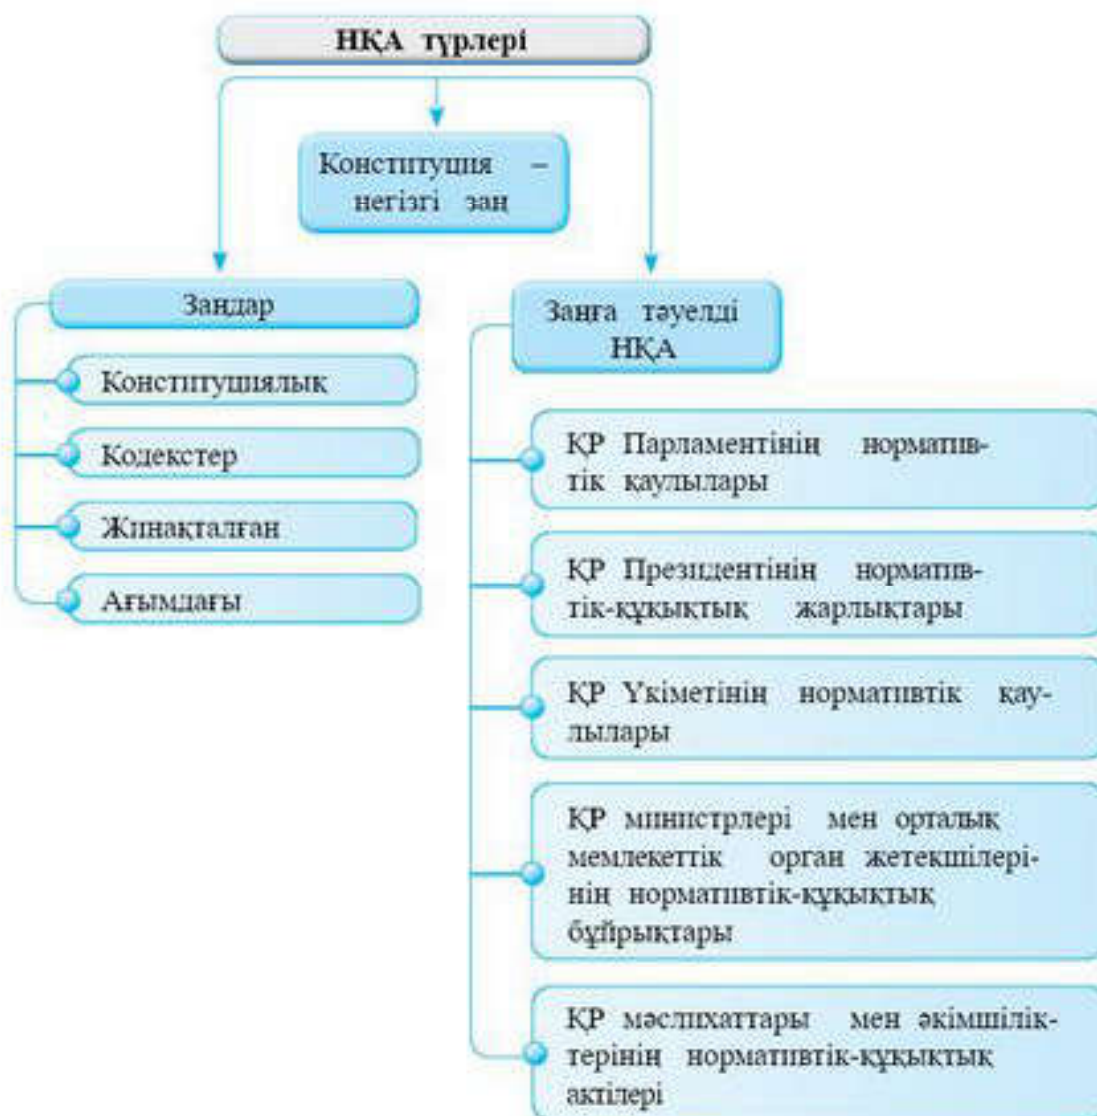 НҚА түрлері
Конституция –
негізгі заң
Заңдар
Конституциялық
Кодекстер
Жинақталған
Ағымдағы
Заңға тәуелді
НҚА
ҚР Парламентінің норматив-
тік қаулылары
ҚР Президентінің норматив-
тік-құқықтық жарлықтары
ҚР Үкіметінің нормативтік қау-
лылары
ҚР министрлері мен орталық
мемлекеттік орган жетекшілері-
нің нормативтік-құқықтық
бұйрықтары
ҚР мәслихаттары мен әкімшілік-
терінің нормативтік-құқықтық
актілері